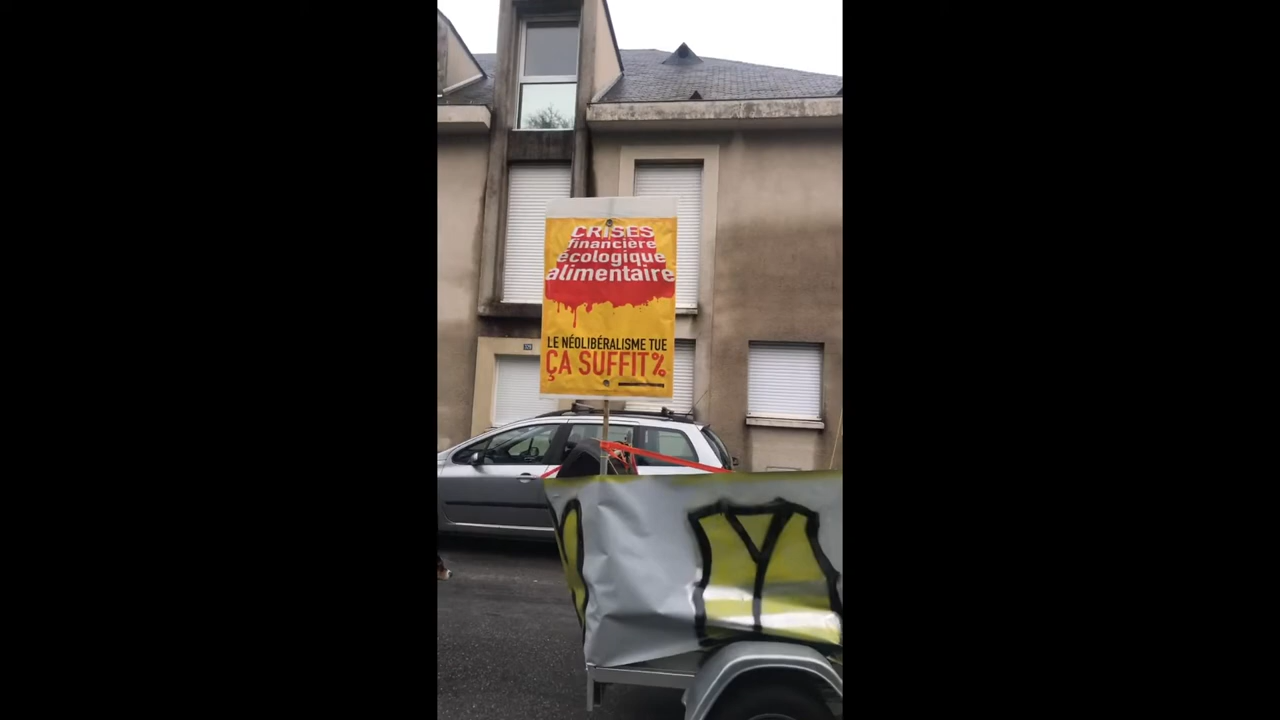 CRISES
financière
écologique
alimentaire
LE NÉOLIBÉRALISME TUE
ÇA SUFFIT%